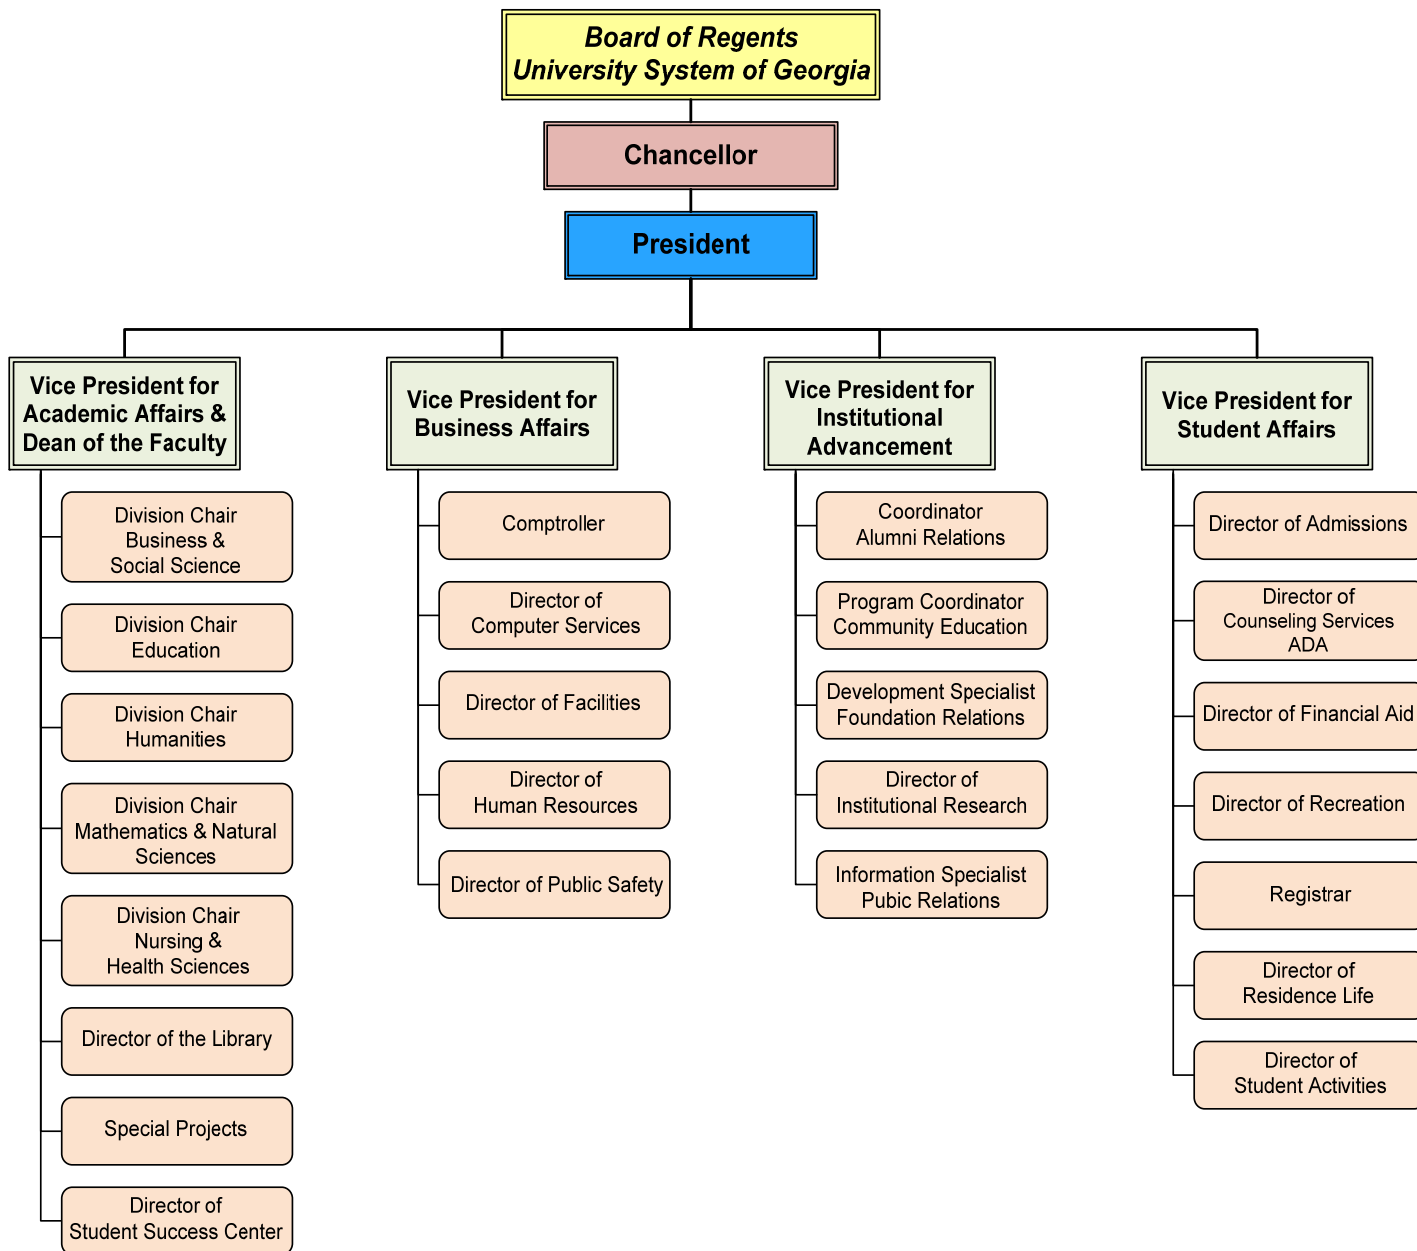 Board of Regents
University System of Georgia
Chancellor
President
Vice President for
Academic Affairs &
Dean of the Faculty
Division Chair
Business &
Social Science
Division Chair
Education
Division Chair
Humanities
Division Chair
Mathematics & Natural
Sciences
Division Chair
Nursing &
Health Sciences
Director of the Library
Special Projects
Director of
Student Success Center
Vice President for
Business Affairs
Comptroller
Director of
Computer Services
Director of Facilities
Director of
Human Resources
Director of Public Safety
Vice President for
Institutional
Advancement
Coordinator
Alumni Relations
Program Coordinator
Community Education
Development Specialist
Foundation Relations
Director of
Institutional Research
Information Specialist
Pubic Relations
Vice President for
Student Affairs
Director of Admissions
Director of
Counseling Services
ADA
Director of Financial Aid
Director of Recreation
Registrar
Director of
Residence Life
Director of
Student Activities